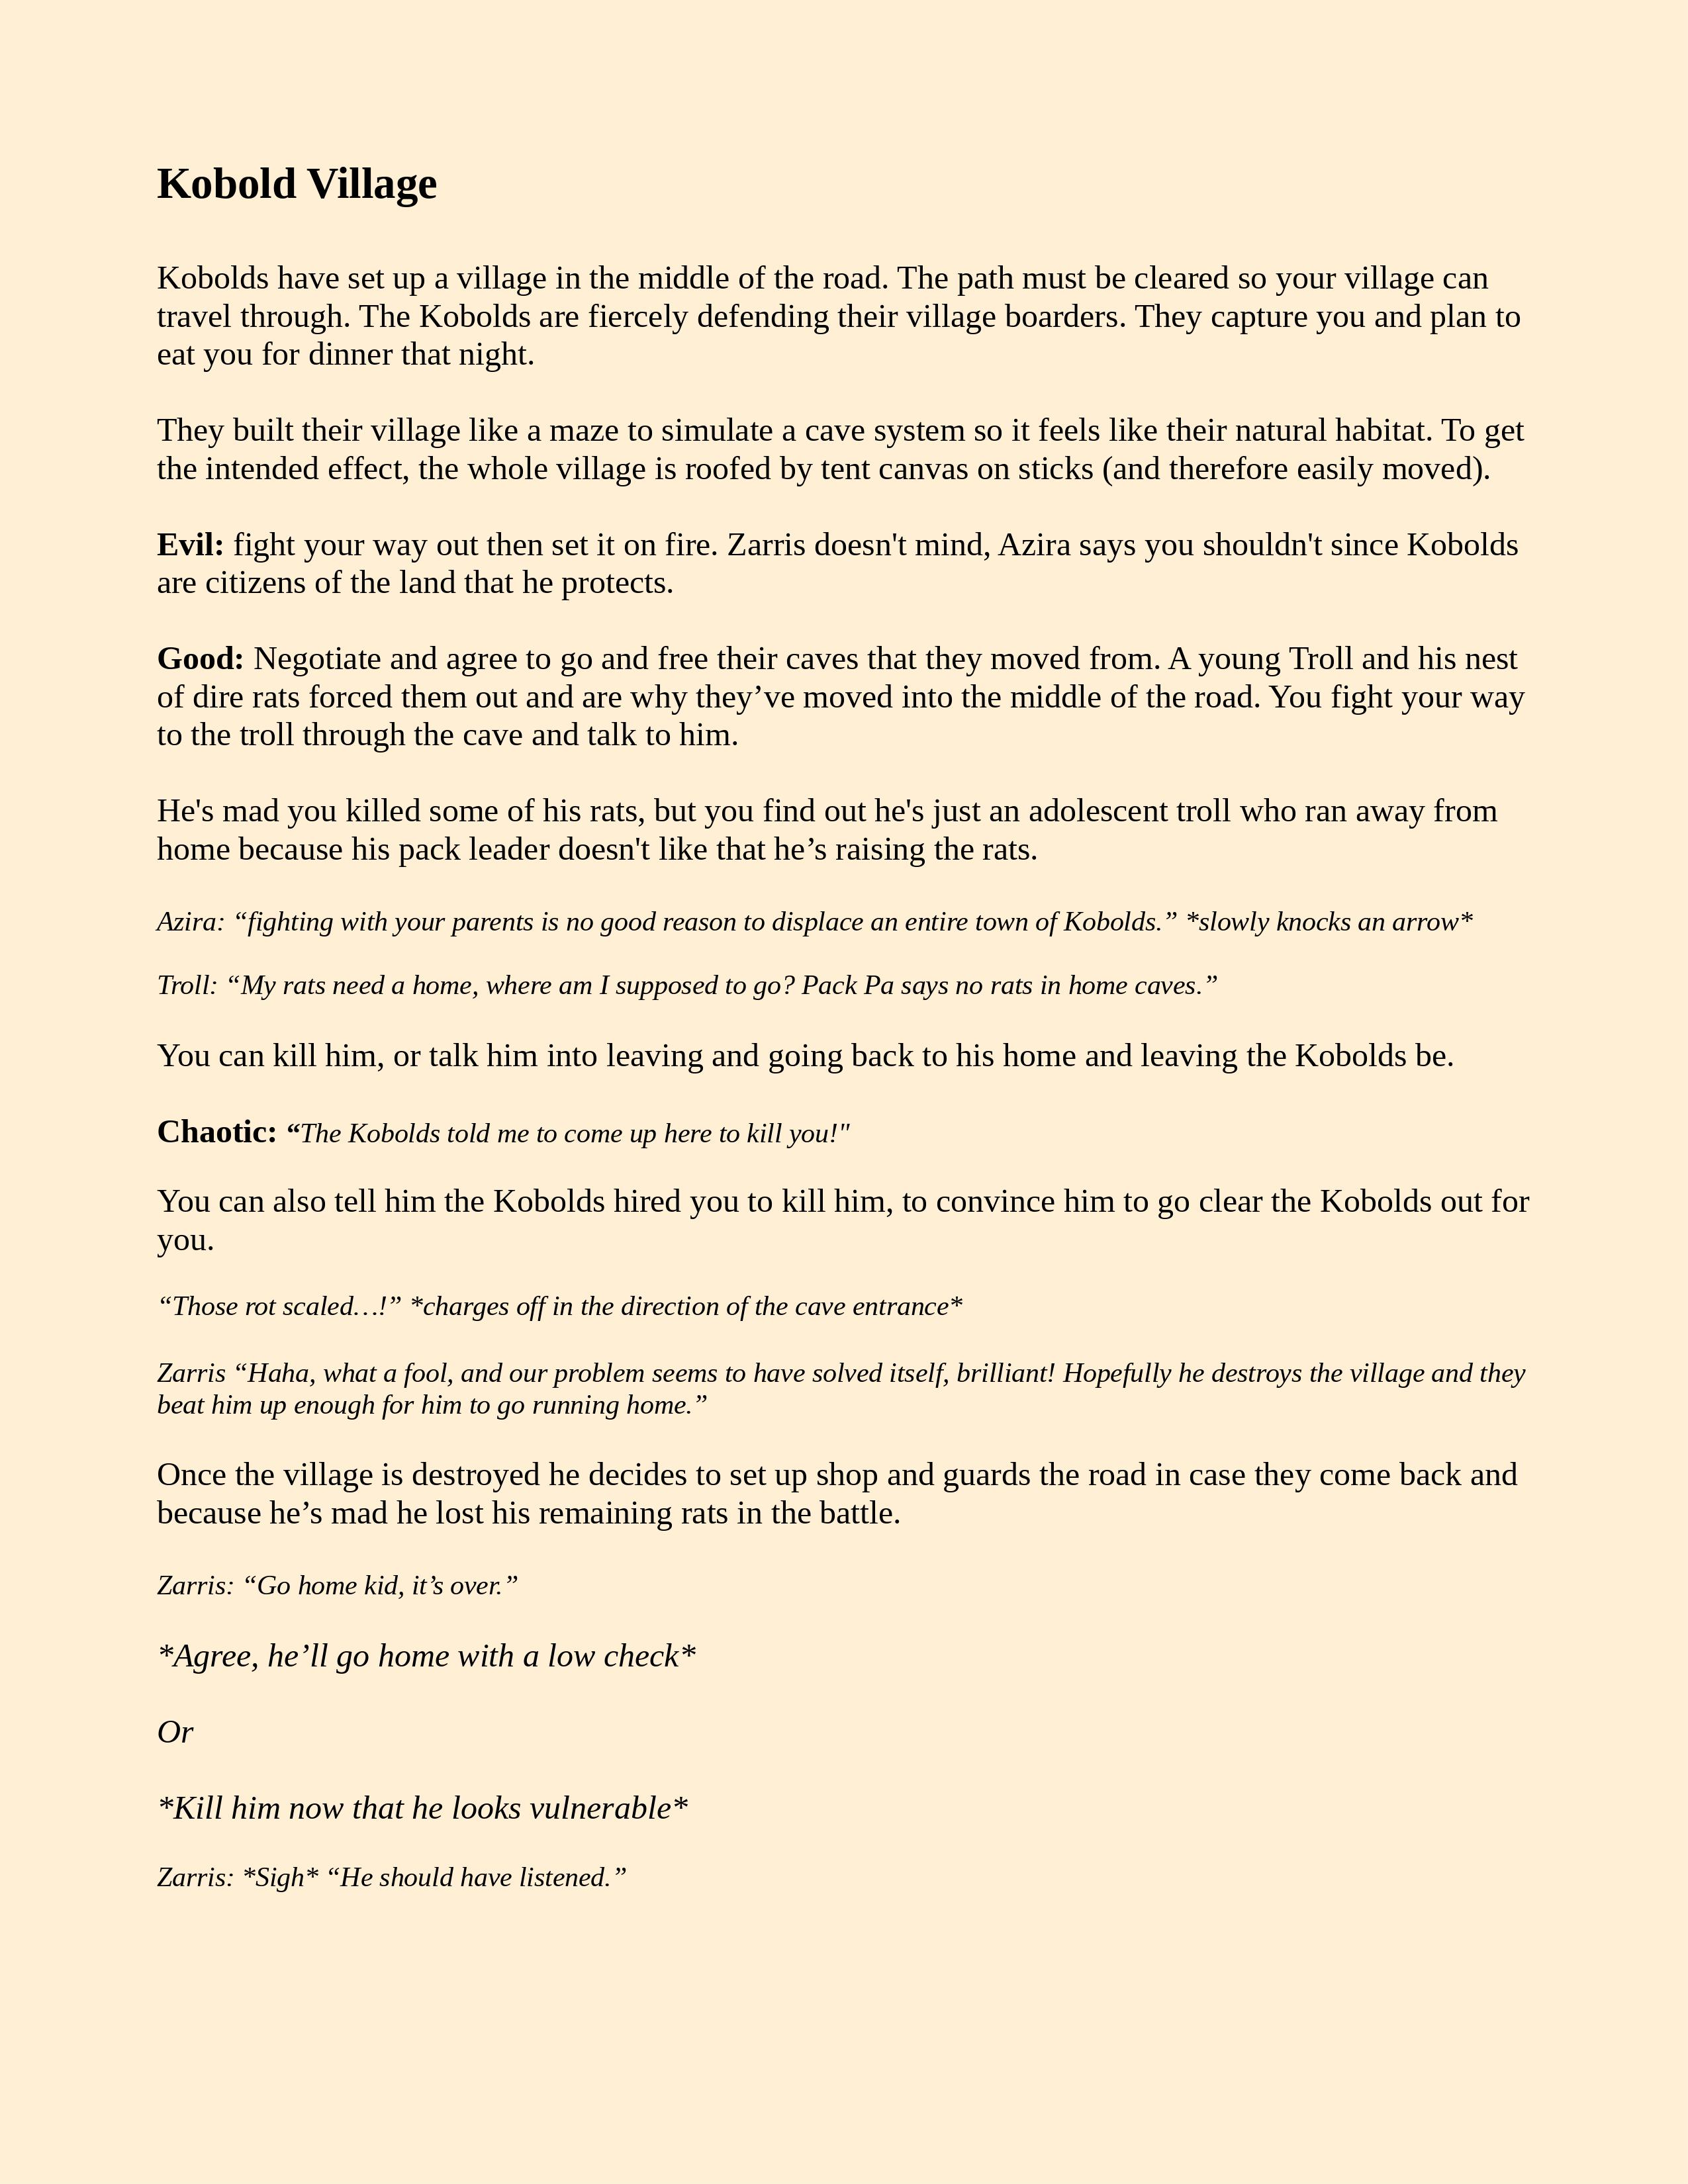 Kobold Village
Kobolds have set up a village in the middle of the road. The path must be cleared so your village can
travel through. The Kobolds are fiercely defending their village boarders. They capture you and plan to
eat you for dinner that night.
They built their village like a maze to simulate a cave system so it feels like their natural habitat. To get
the intended effect, the whole village is roofed by tent canvas on sticks (and therefore easily moved).
Evil: fight your way out then set it on fire. Zarris doesn't mind, Azira says you shouldn't since Kobolds
are citizens of the land that he protects.
Good: Negotiate and agree to go and free their caves that they moved from. A young Troll and his nest
of dire rats forced them out and are why they’ve moved into the middle of the road. You fight your way
to the troll through the cave and talk to him.
He's mad you killed some of his rats, but you find out he's just an adolescent troll who ran away from
home because his pack leader doesn't like that he’s raising the rats.
Azira: “fighting with your parents is no good reason to displace an entire town of Kobolds.” *slowly knocks an arrow*
Troll: “My rats need a home, where am I supposed to go? Pack Pa says no rats in home caves.”
You can kill him, or talk him into leaving and going back to his home and leaving the Kobolds be.
Chaotic: “The Kobolds told me to come up here to kill you!"
You can also tell him the Kobolds hired you to kill him, to convince him to go clear the Kobolds out for
you.
“Those rot scaled…!” *charges off in the direction of the cave entrance*
Zarris “Haha, what a fool, and our problem seems to have solved itself, brilliant! Hopefully he destroys the village and they
beat him up enough for him to go running home.”
Once the village is destroyed he decides to set up shop and guards the road in case they come back and
because he’s mad he lost his remaining rats in the battle.
Zarris: “Go home kid, it’s over.”
*Agree, he’ll go home with a low check*
Or
*Kill him now that he looks vulnerable*
Zarris: *Sigh* “He should have listened.”